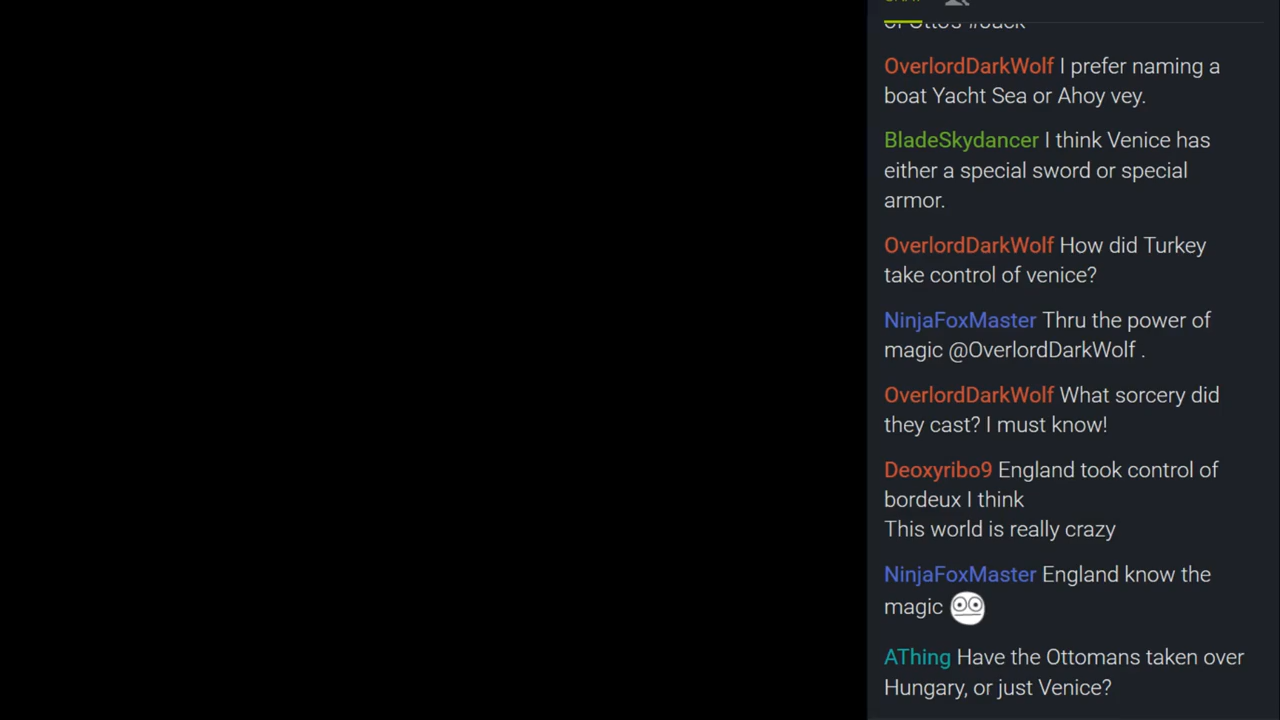 OverlordDarkWolf I prefer naming a
boat Yacht Sea or Ahoy vey.
BladeSkydancer I think Venice has
either a special sword or special
armor.
OverlordDarkWolf How did Turkey
take control of venice?
NinjaFoxMaster Thru the power of
magic @OverlordDarkWolf .
OverlordDarkWolf What sorcery did
they cast? I must know!
Deoxyribo9 England took control of
bordeux I think
This world is really crazy
NinjaFoxMaster England know the
magic
AThing Have the Ottomans taken over
Hungary, or just Venice?